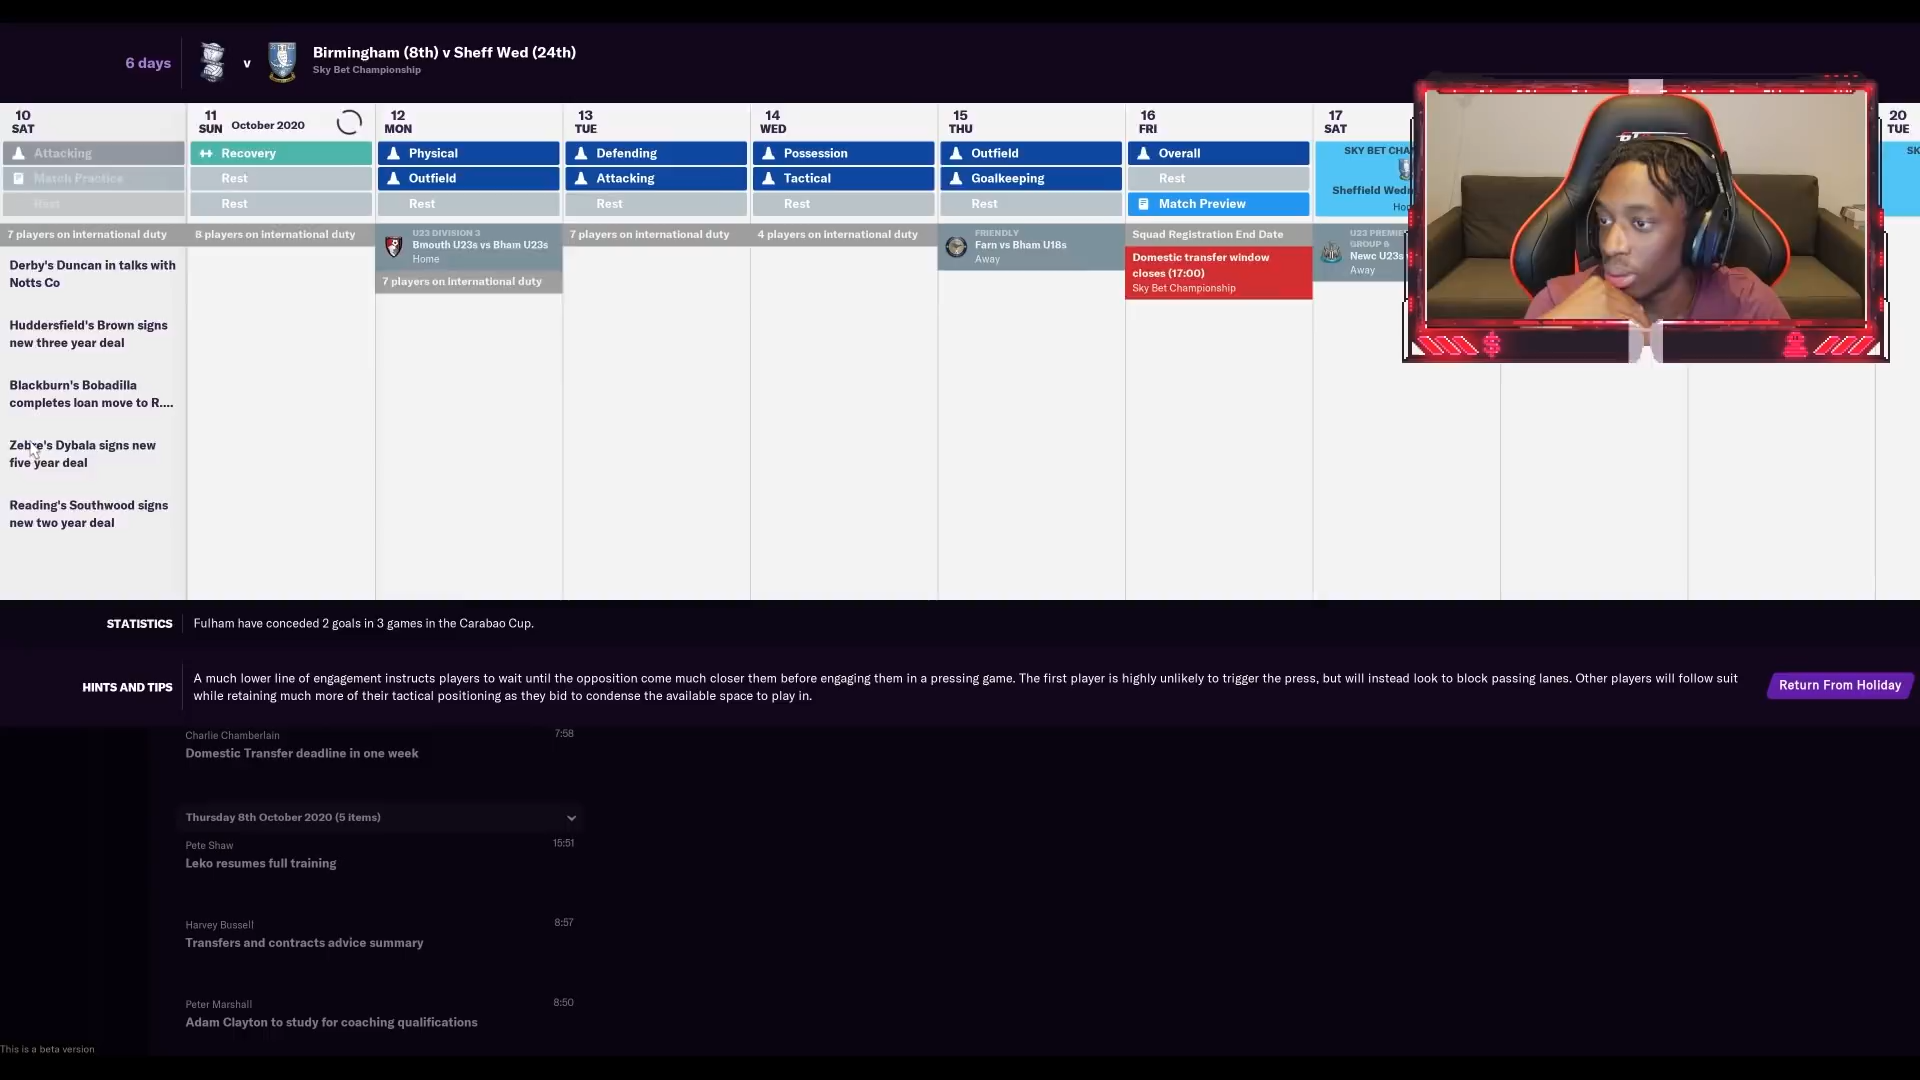 6 days
v
Birmingham (8th) v Sheff Wed (24th)
Sky Bet Championship
10
SAT
11
SUN October 2020
12
MON
13
TUE
14
WED
15
THU
16
FRI
17
SAT
20
TUE
Attacking
Match Practice
Rest
Recovery
Rest
Rest
Physical
Outfield
Rest
Defending
Attacking
Rest
Possession
Tactical
Rest
Outfield
Goalkeeping
Rest
Overall
Rest
Match Preview
SKY BET CHA
Sheffield Wedn
Hor
SK
7 players on international duty
8 players on international duty
U23 DIVISION 3
Bmouth U23s vs Bham U23s
Home
7 players on international duty
7 players on international duty
4 players on international duty
FRIENDLY
Farn vs Bham U18s
Away
Squad Registration End Date
Domestic transfer window
closes (17:00)
Sky Bet Championship
U23 PREMIE
GROUP 6
Newc U23s
Away
Derby's Duncan in talks with
Notts Co
Huddersfield's Brown signs
new three year deal
Blackburn's Bobadilla
completes loan move to R....
Zebre's Dybala signs new
five year deal
Reading's Southwood signs
new two year deal
STATISTICS
Fulham have conceded 2 goals in 3 games in the Carabao Cup.
HINTS AND TIPS
A much lower line of engagement instructs players to wait until the opposition come much closer them before engaging them in a pressing game. The first player is highly unlikely to trigger the press, but will instead look to block passing lanes. Other players will follow suit
while retaining much more of their tactical positioning as they bid to condense the available space to play in.
Return From Holiday
Charlie Chamberlain 7:58
Domestic Transfer deadline in one week
Thursday 8th October 2020 (5 items)
Pete Shaw 15:51
Leko resumes full training
Harvey Bussell 8:57
Transfers and contracts advice summary
Peter Marshall 8:50
Adam Clayton to study for coaching qualifications
This is a beta version